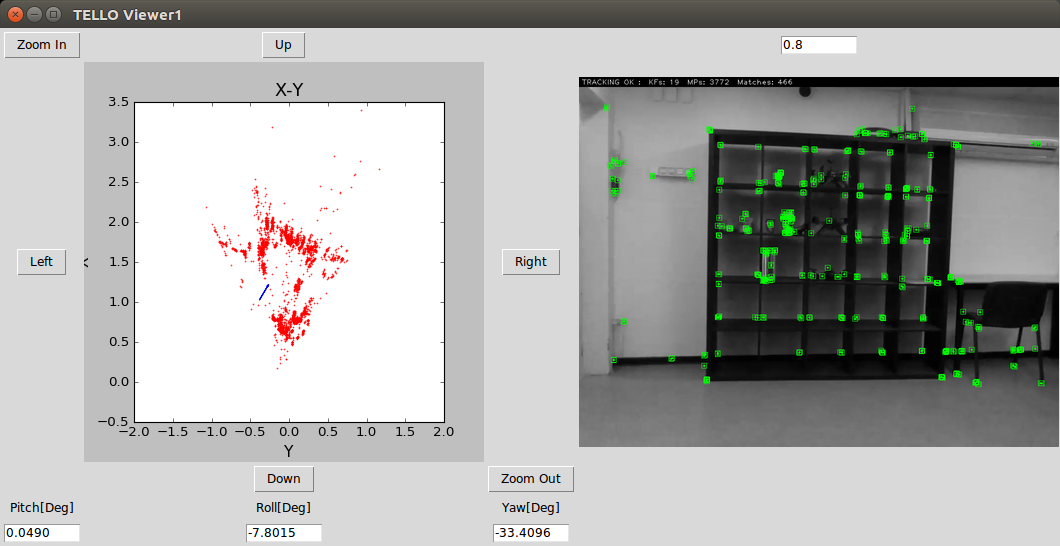 TELLO Viewer1
Zoom In
Up
0.8
TRACKING OK : KFs: 19 MPs: 3772 Matches: 466
X-Y
3.5
3.0
2.5
2.0
1.5
1.0
0.5
0.0
−0.5
−2.0 −1.5 −1.0 −0.5 0.0 0.5 1.0 1.5 2.0
Y
Left
Right
Down
Zoom Out
Pitch[Deg]
Roll[Deg]
Yaw[Deg]
0.0490
-7.8015
-33.4096